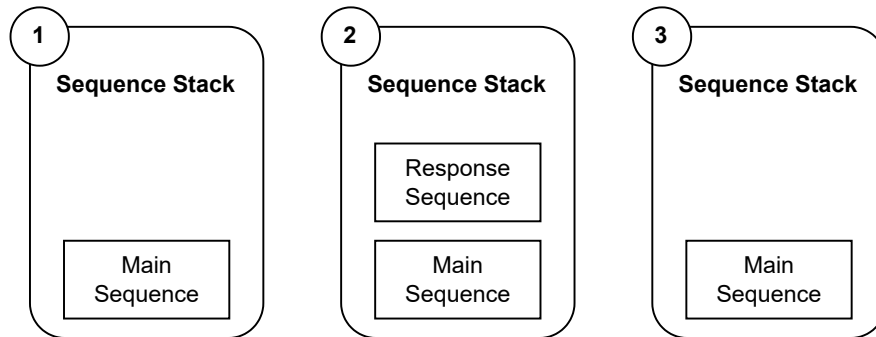 1
Sequence Stack
Main
Sequence
2
Sequence Stack
Response
Sequence
Main
Sequence
3
Sequence Stack
Main
Sequence